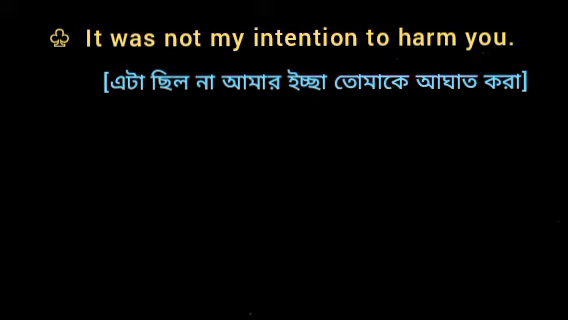 ♧ It was not my intention to harm you.
[এটা ছিল না আমার ইচ্ছা তোমাকে আঘাত করা]